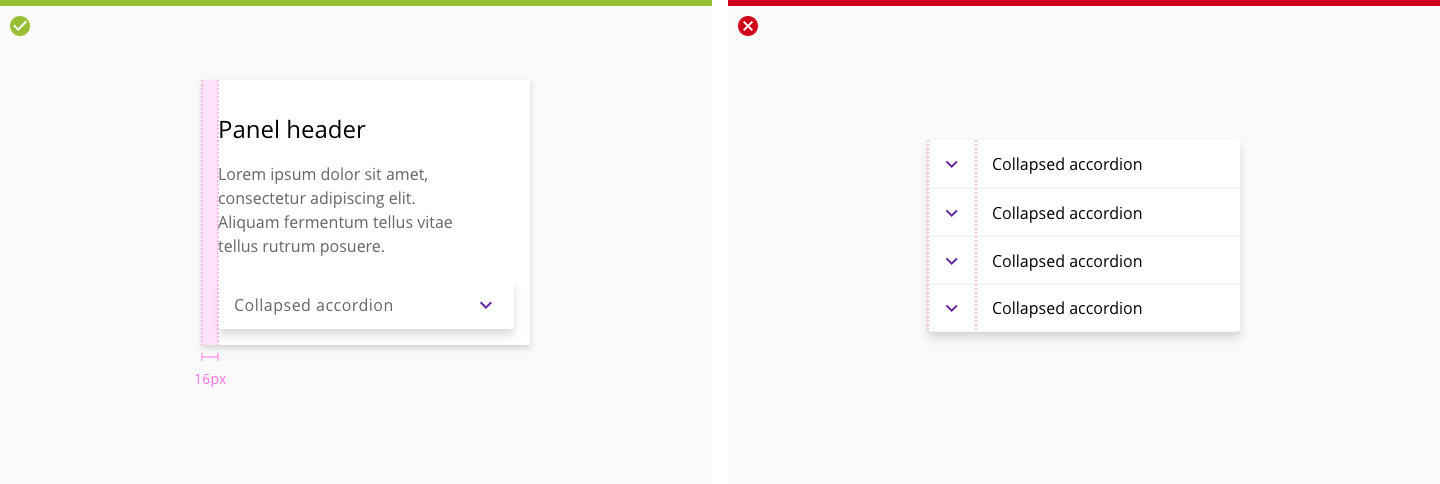 Panel header
Lorem ipsum dolor sit amet,
consectetur adipiscing elit.
Aliquam fermentum tellus vitae
tellus rutrum posuere.
Collapsed accordion
16px
Collapsed accordion
Collapsed accordion
Collapsed accordion
Collapsed accordion